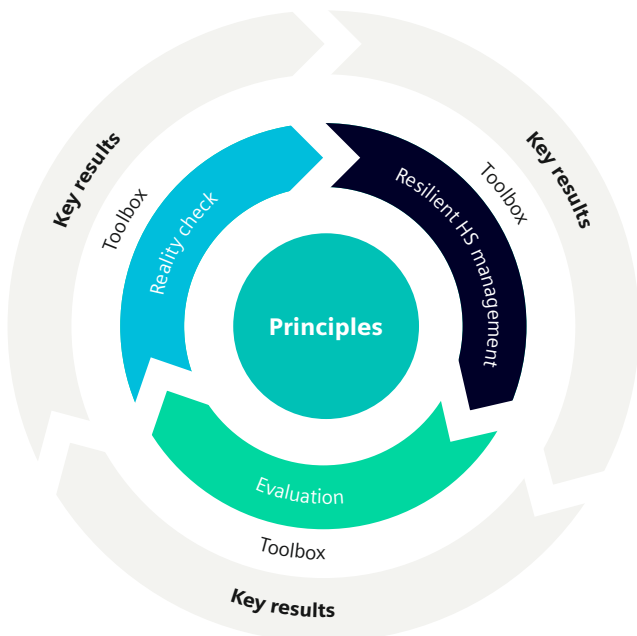 Key results
Toolbox
Reality check
Key results
Toolbox
Resilient HS management
Principles
Evaluation
Toolbox
Key results